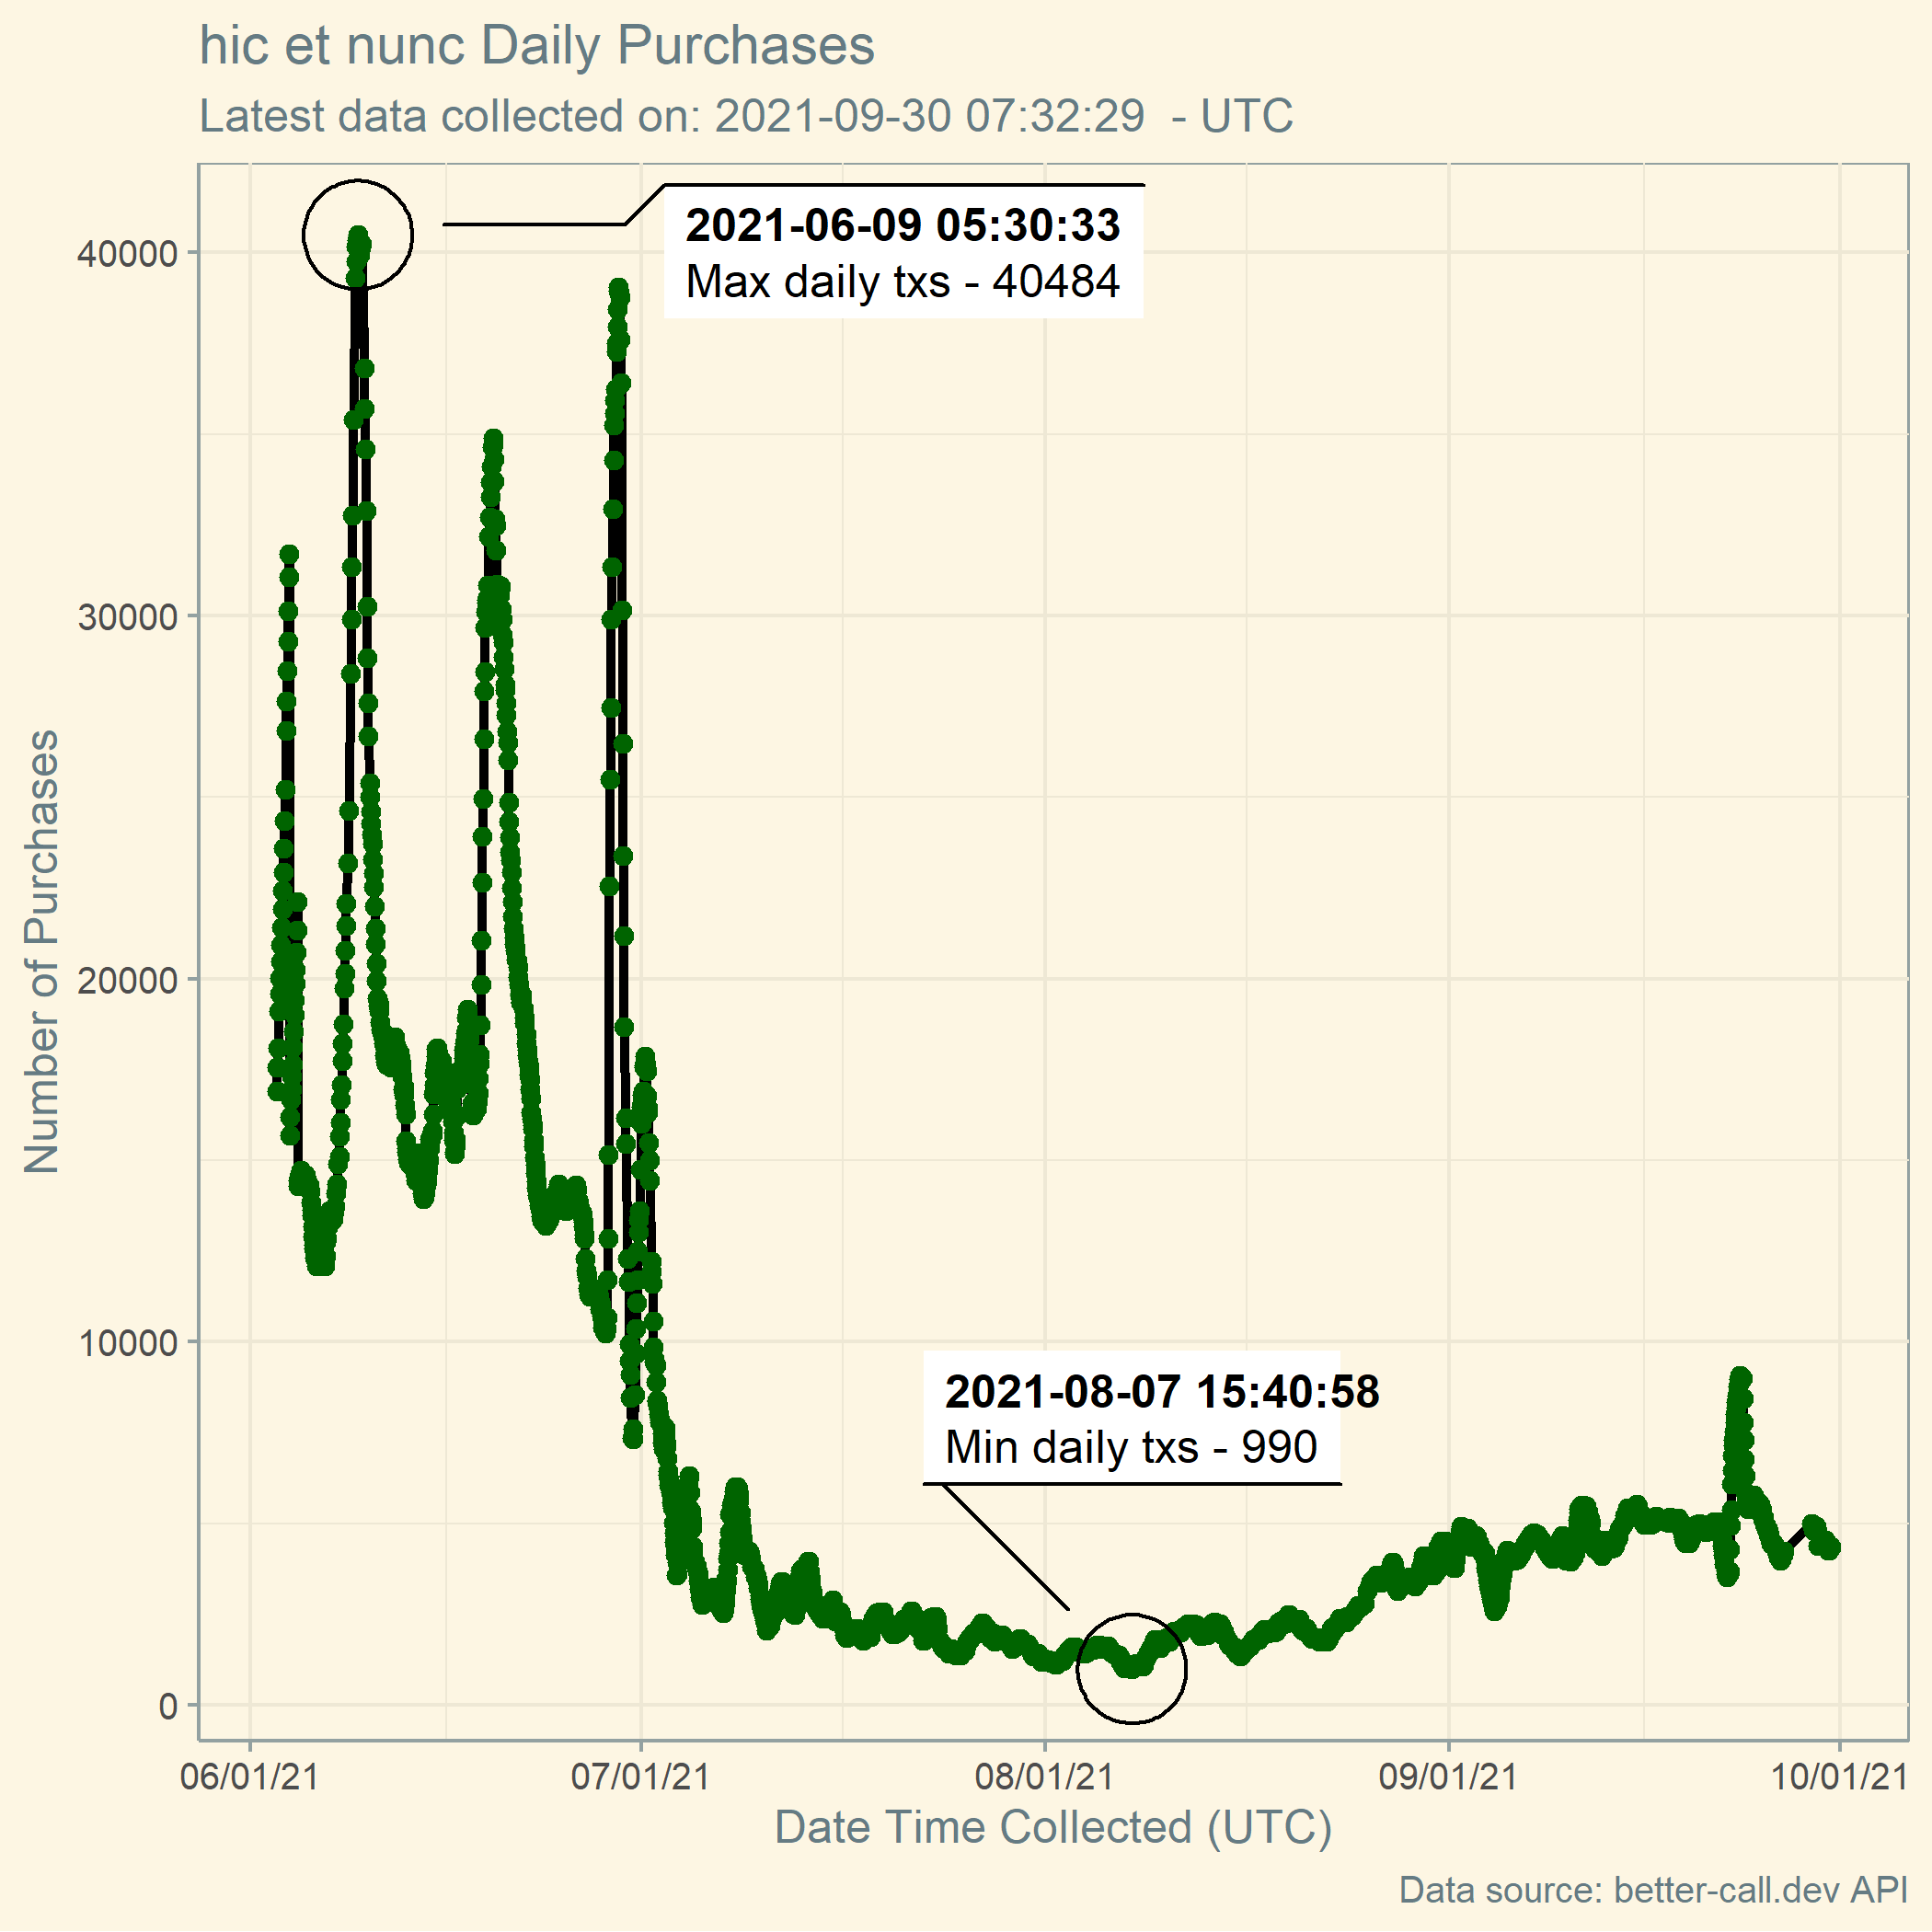 hic et nunc Daily Purchases
Latest data collected on: 2021-09-30 07:32:29  - UTC
2021-06-09 05:30:33
Max daily txs - 40484
40000
30000
20000
10000
0
Number of Purchases
2021-08-07 15:40:58
Min daily txs - 990
06/01/21
07/01/21
08/01/21
09/01/21
10/01/21
Date Time Collected (UTC)
Data source: better-call.dev API